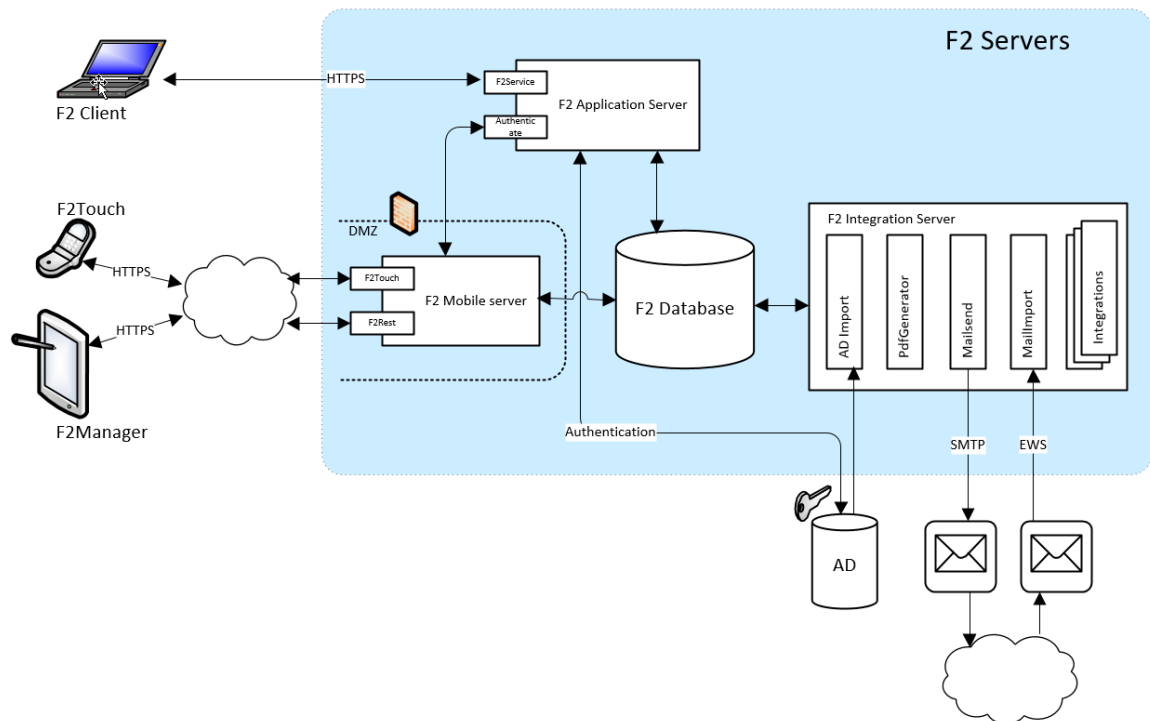 F2 Servers
F2 Client
HTTPS
F2Service
F2 Application Server
Authentic
ate
F2Touch
HTTPS
HTTPS
F2Manager
DMZ
F2Touch
F2 Mobile server
F2Rest
F2 Database
F2 Integration Server
AD Import
PdfGenerator
Mailsend
MailImport
Integrations
Authentication
SMTP
EWS
AD